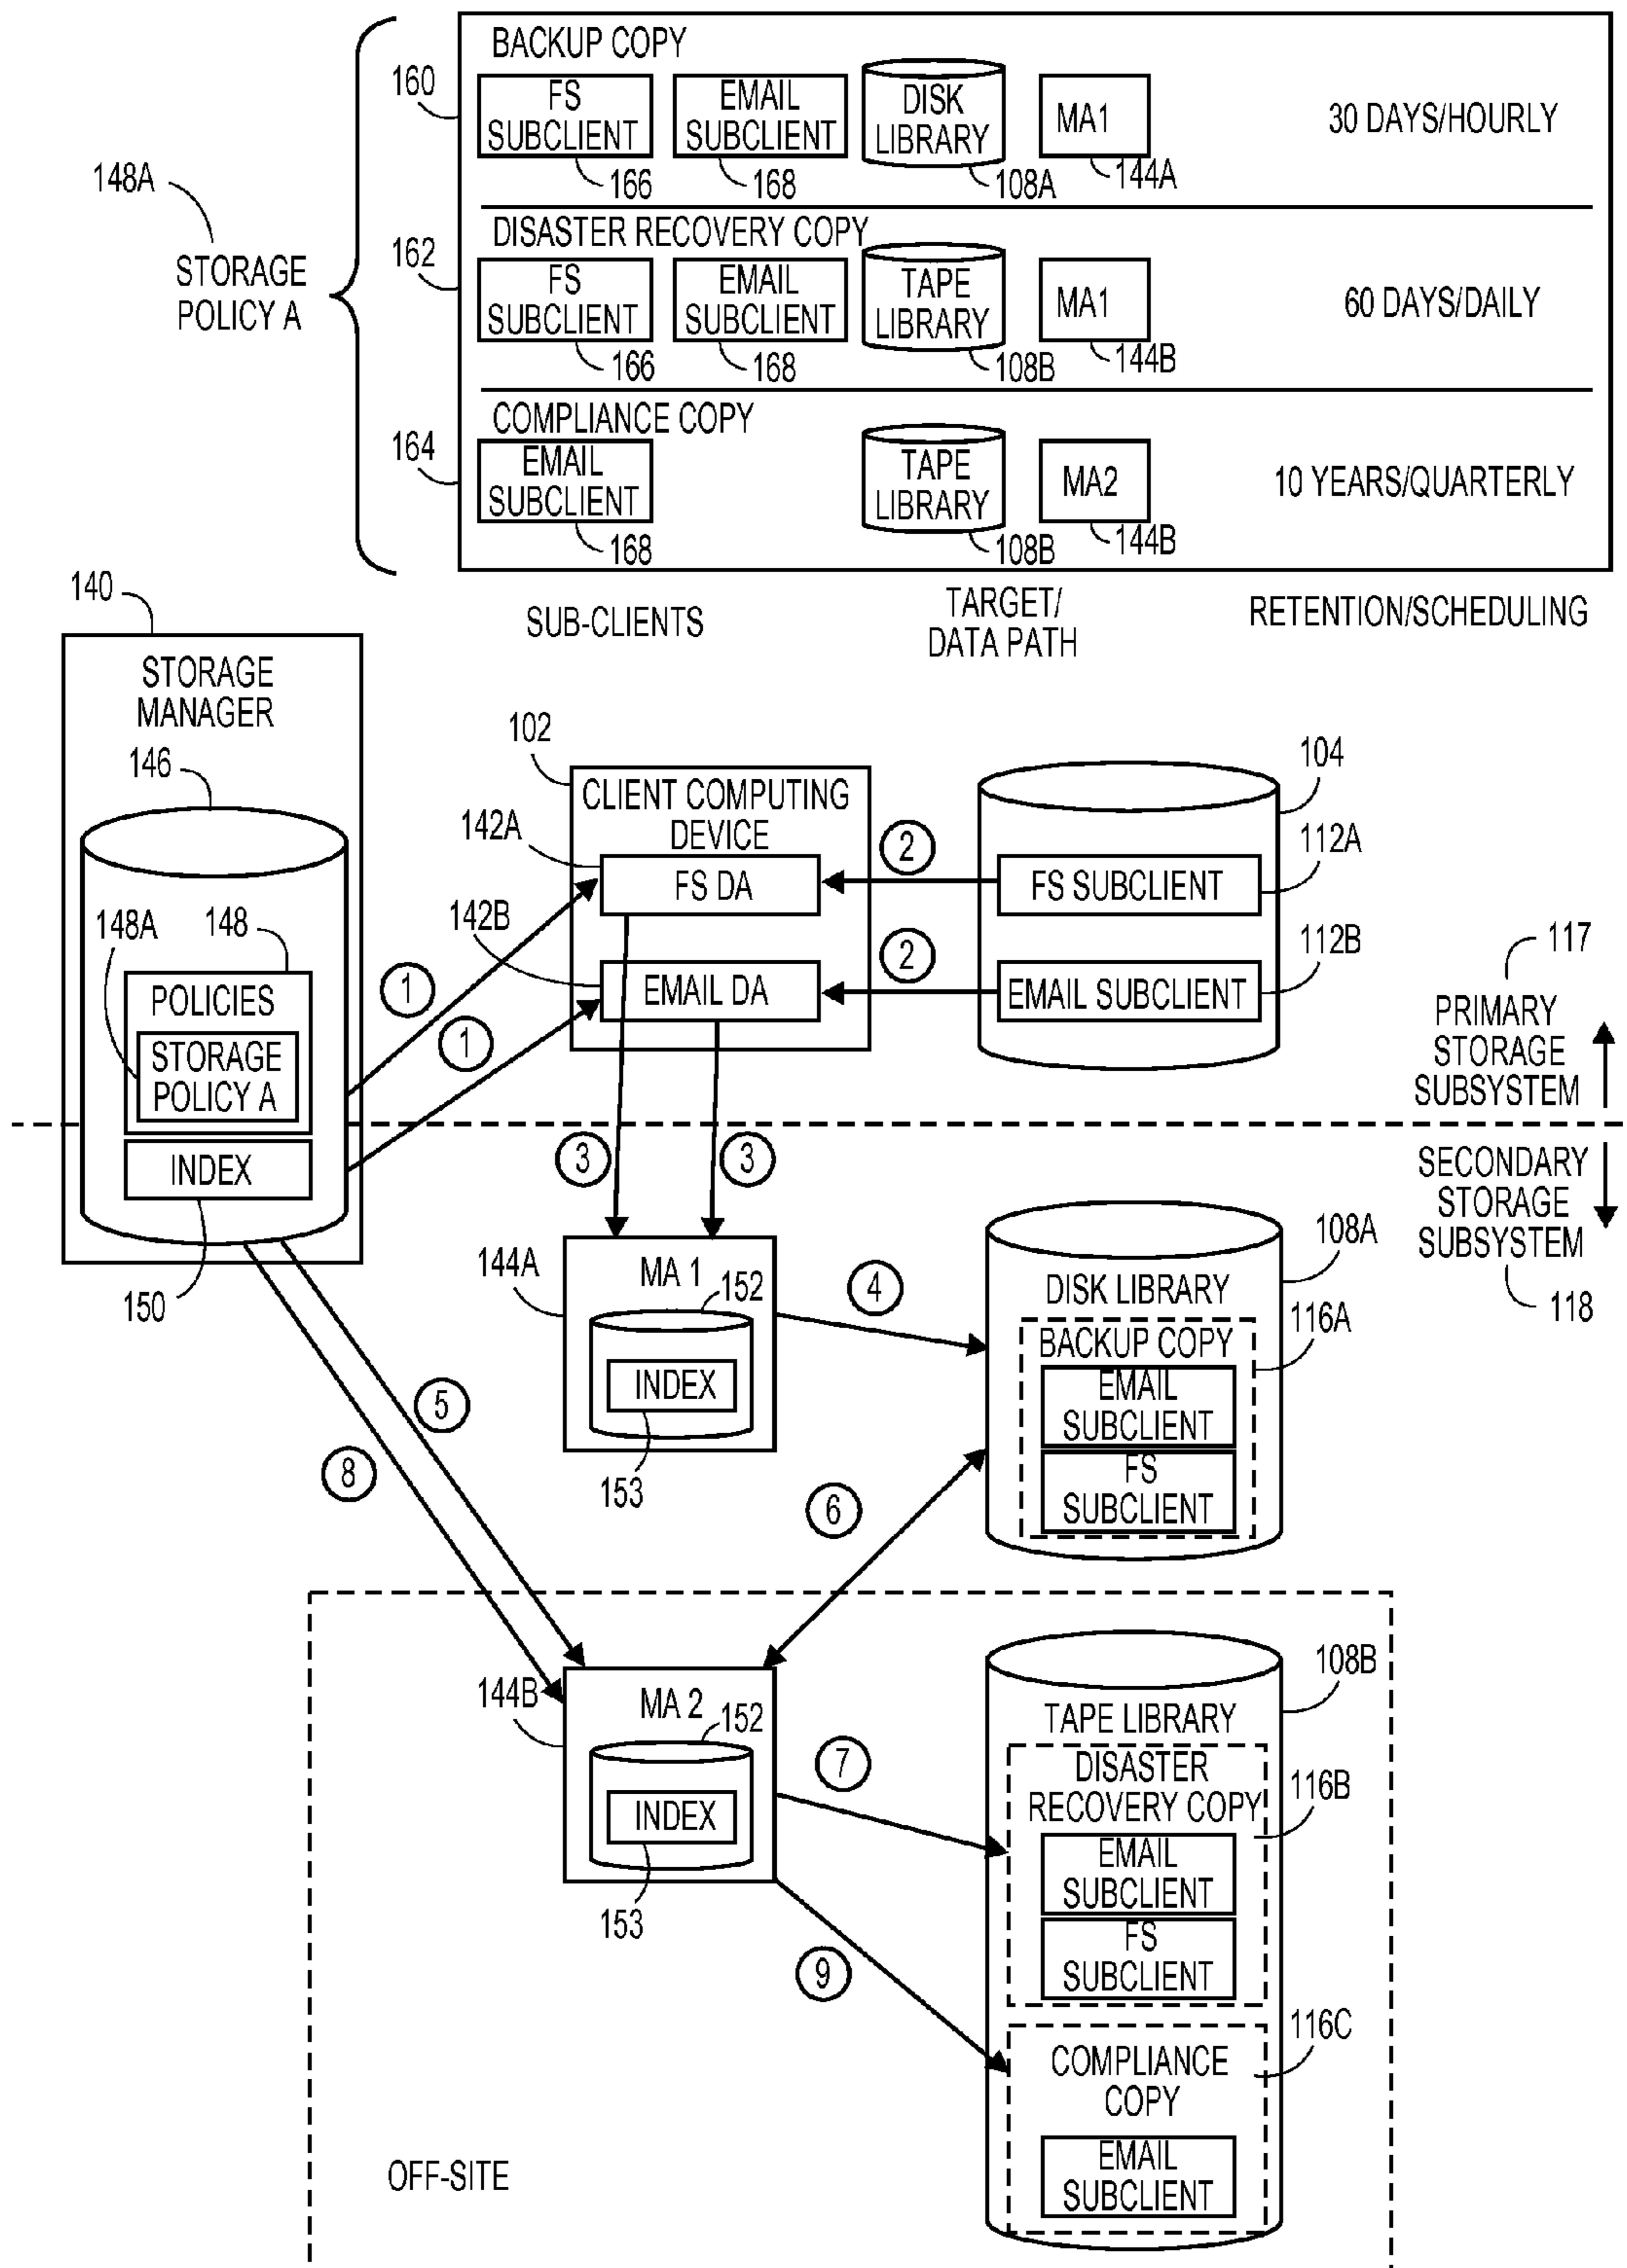 BACKUP COPY
160
FS
SUBCLIENT
166
EMAIL
SUBCLIENT
168
DISK
LIBRARY
108A
MA1
144A
30 DAYS/HOURLY
148A
STORAGE
POLICY A
DISASTER RECOVERY COPY
162
FS
SUBCLIENT
166
EMAIL
SUBCLIENT
168
TAPE
LIBRARY
108B
MA1
144B
60 DAYS/DAILY
COMPLIANCE COPY
164
EMAIL
SUBCLIENT
168
TAPE
LIBRARY
108B
MA2
144B
10 YEARS/QUARTERLY
SUB-CLIENTS
TARGET/
DATA PATH
RETENTION/SCHEDULING
140
STORAGE
MANAGER
146
148A
148
POLICIES
STORAGE
POLICY A
INDEX
150
1
1
102
CLIENT COMPUTING
DEVICE
142A
FS DA
142B
EMAIL DA
2
2
104
112A
FS SUBCLIENT
112B
EMAIL SUBCLIENT
117
PRIMARY
STORAGE
SUBSYSTEM
SECONDARY
STORAGE
SUBSYSTEM
118
3
3
144A
MA 1
152
INDEX
153
4
108A
DISK LIBRARY
116A
BACKUP COPY
EMAIL
SUBCLIENT
FS
SUBCLIENT
5
8
6
144B
MA 2
152
INDEX
153
7
9
108B
TAPE LIBRARY
DISASTER
RECOVERY COPY
116B
EMAIL
SUBCLIENT
FS
SUBCLIENT
116C
COMPLIANCE
COPY
EMAIL
SUBCLIENT
OFF-SITE